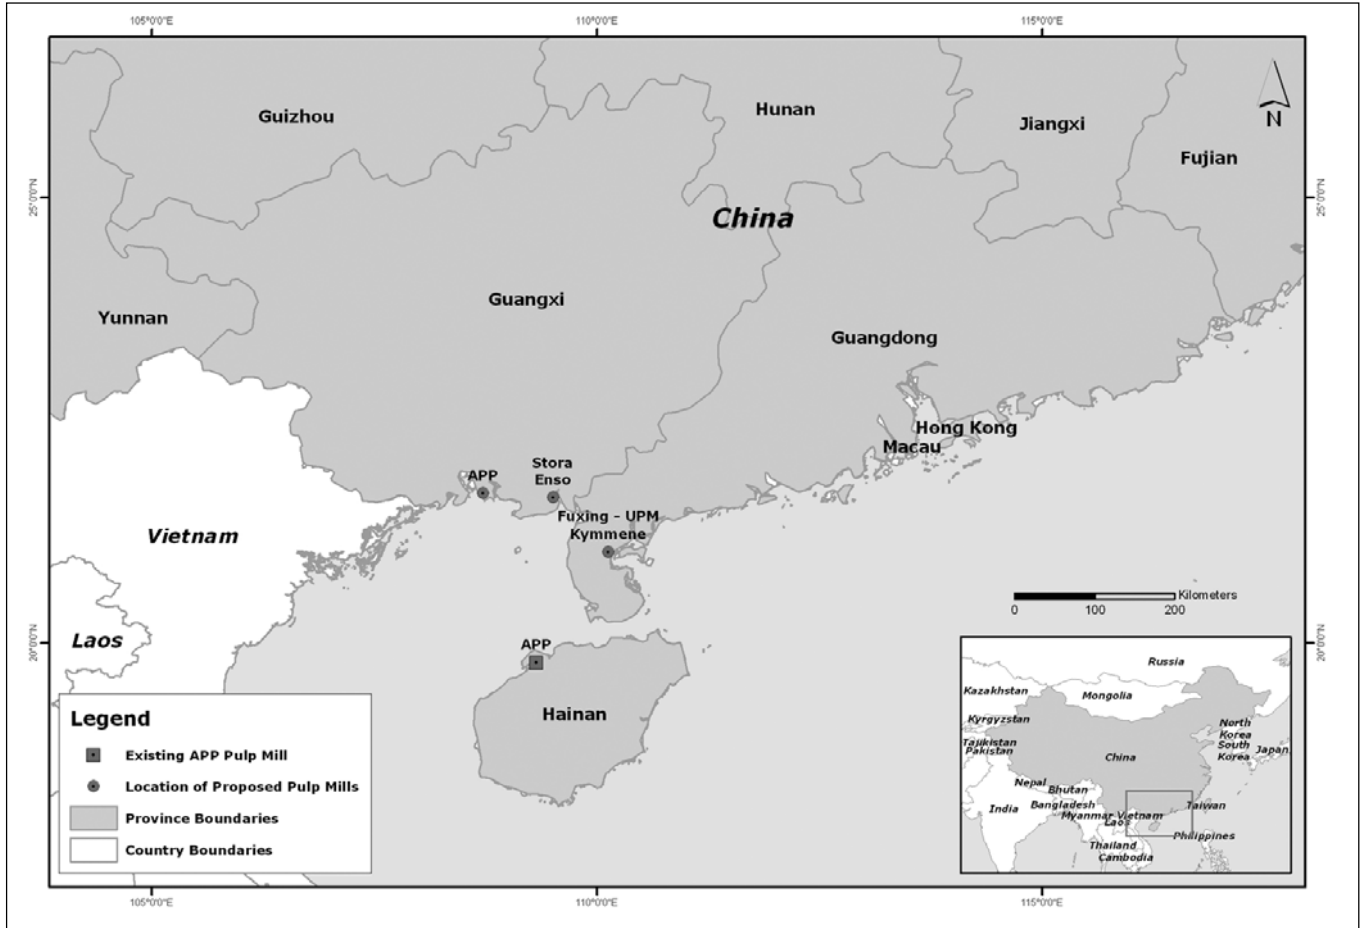 105°0'0"E
110°0'0"E
115°0'0"E
25°0'0"N
25°0'0"N
20°0'0"N
20°0'0"N
N
Guizhou
Hunan
Jiangxi
Fujian
China
Yunnan
Guangxi
Guangdong
Hong Kong
Macau
APP
Stora
Enso
Fuxing - UPM
Kymmene
Vietnam
Laos
APP
Hainan
Kilometers
0
100
200
Legend
Existing APP Pulp Mill
Location of Proposed Pulp Mills
Province Boundaries
Country Boundaries
Russia
Kazakhstan
Mongolia
Kyrgyzstan
North
Korea
Tajikistan
South
Korea
Japan
Pakistan
China
Nepal
Bhutan
India
Bangladesh
Taiwan
Myanmar
Vietnam
Laos
Philippines
Thailand
Cambodia
105°0'0"E
110°0'0"E
115°0'0"E